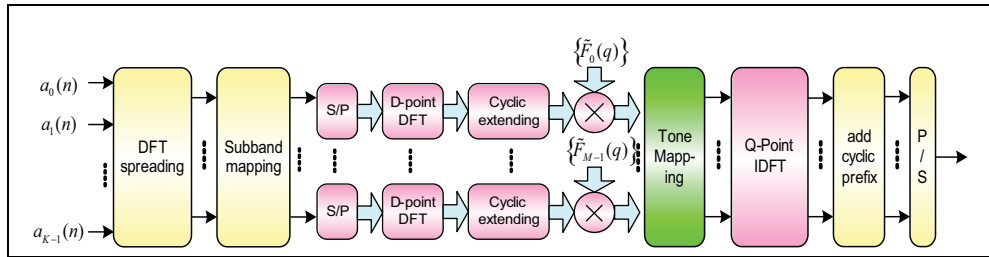 a_0(n)
a_1(n)
a_{K-1}(n)
DFT
spreading
Subband
mapping
S/P
D-point
DFT
Cyclic
extending
{F̃_0(q)}
×
S/P
D-point
DFT
Cyclic
extending
{F̃_{M-1}(q)}
×
Tone
Mapp-
ing
Q-Point
IDFT
add
cyclic
prefix
P
/
S